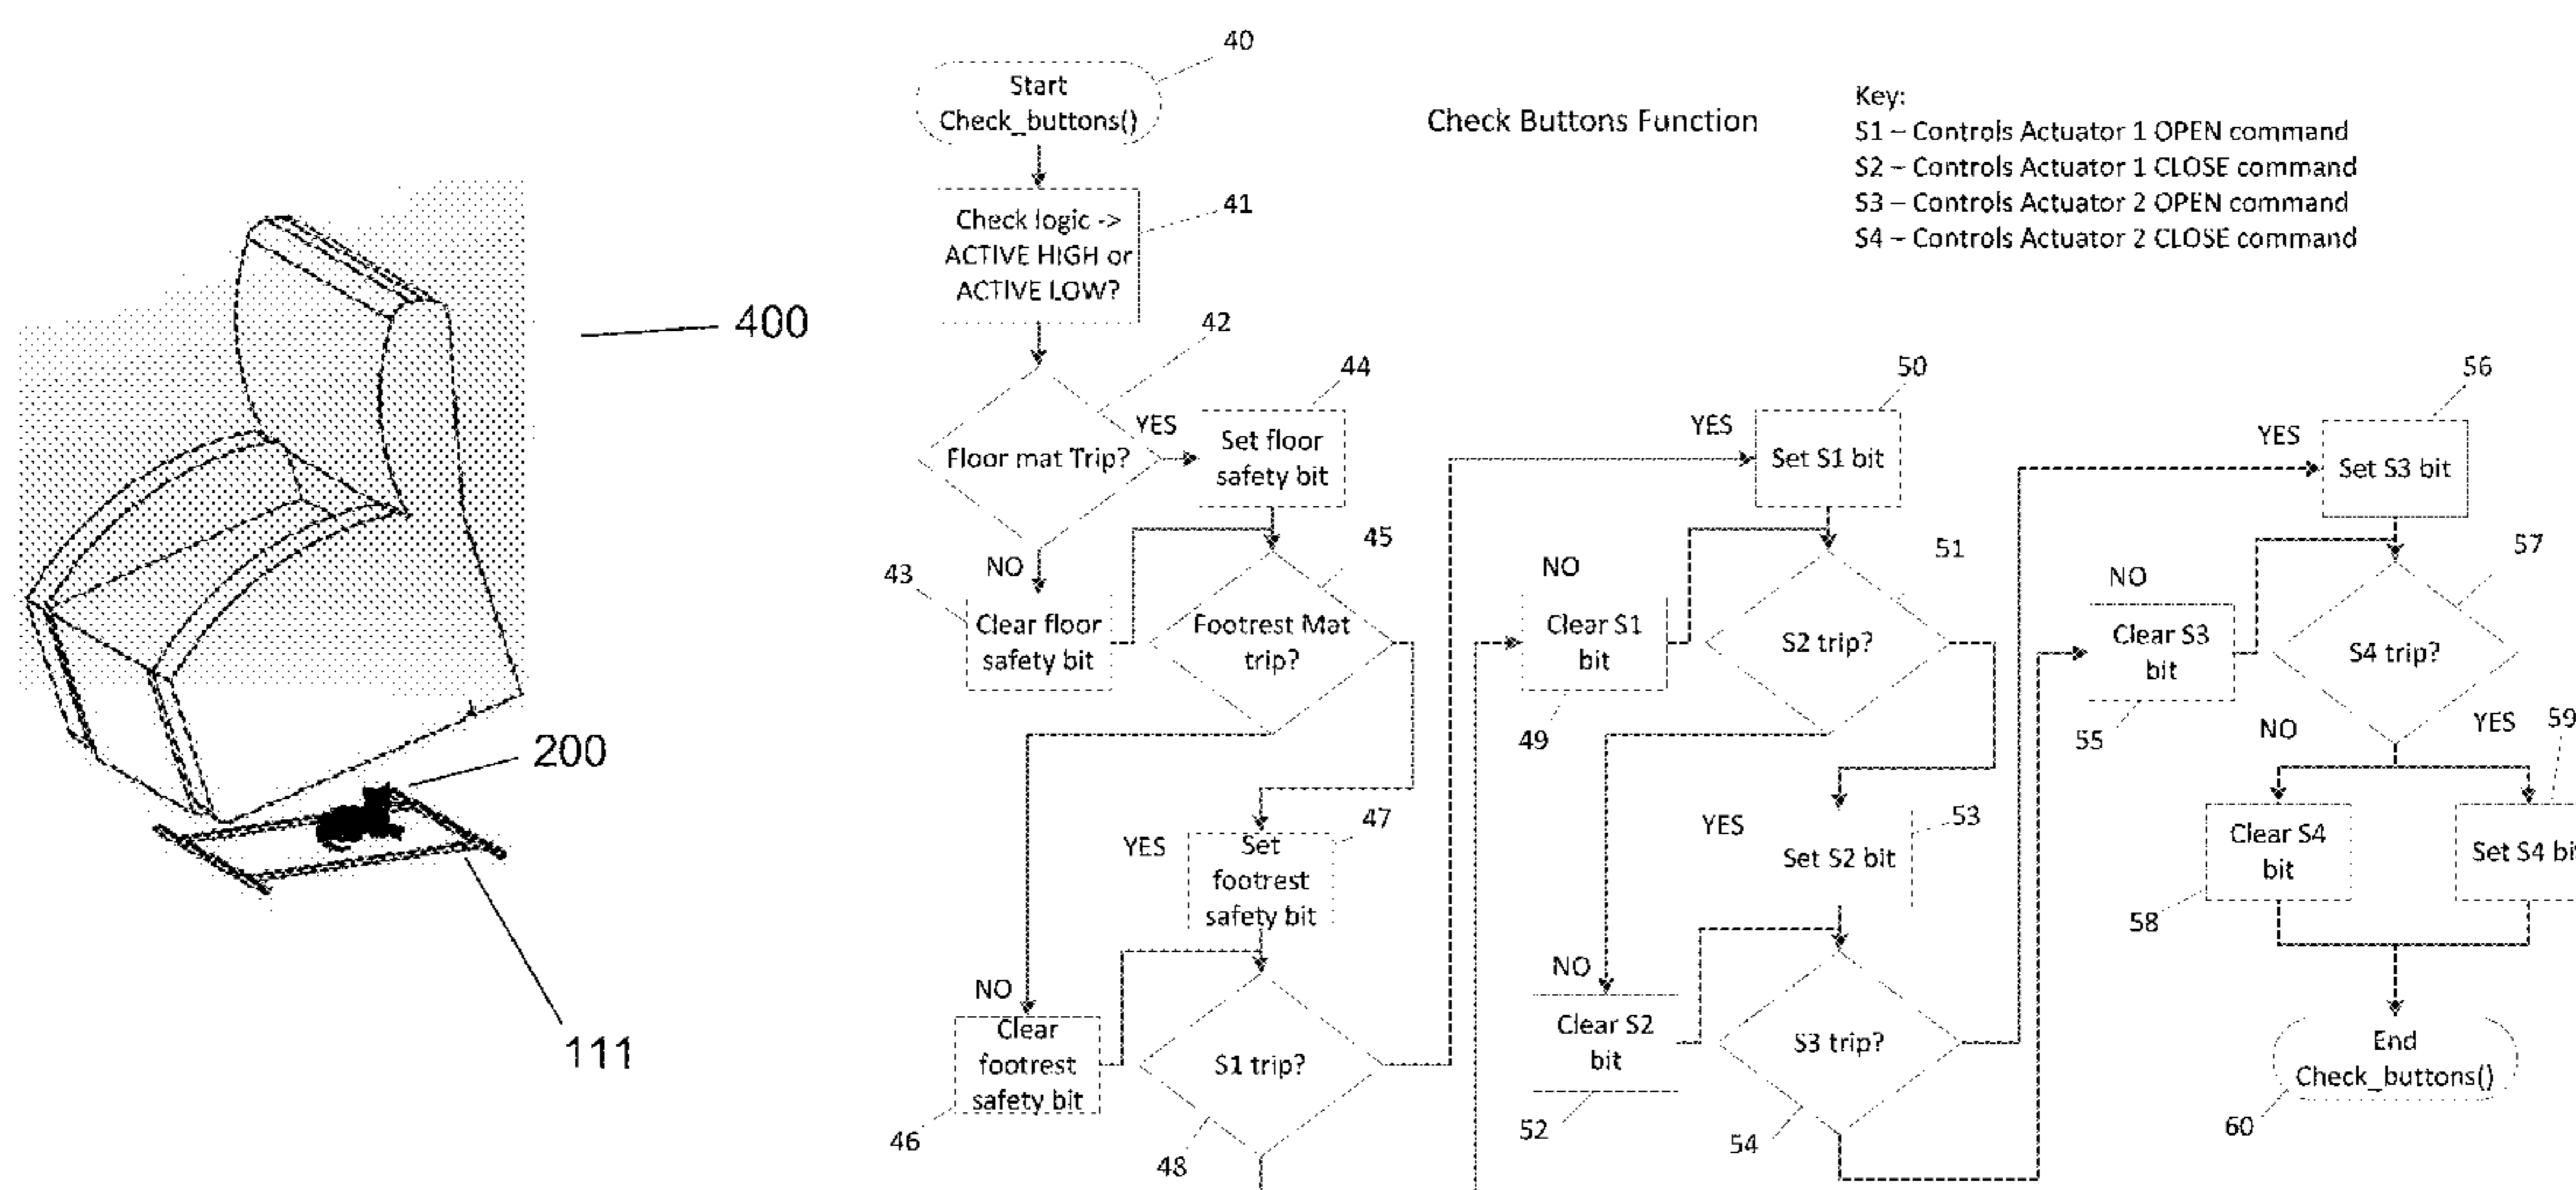 400
200
111
40
Start
Check_buttons()
Check Buttons Function
Key:
S1 – Controls Actuator 1 OPEN command
S2 – Controls Actuator 1 CLOSE command
S3 – Controls Actuator 2 OPEN command
S4 – Controls Actuator 2 CLOSE command
41
Check logic ->
ACTIVE HIGH or
ACTIVE LOW?
42
Floor mat Trip?
YES
44
Set floor
safety bit
NO
43
Clear floor
safety bit
45
Footrest Mat
trip?
YES
47
Set
footrest
safety bit
NO
Clear
footrest
safety bit
46
S1 trip?
48
YES
50
Set S1 bit
NO
Clear S1
bit
49
51
S2 trip?
YES
53
Set S2 bit
NO
Clear S2
bit
52
S3 trip?
54
YES
56
Set S3 bit
NO
Clear S3
bit
55
57
S4 trip?
NO
YES
59
Clear S4
bit
58
Set S4 bit
End
Check_buttons()
60